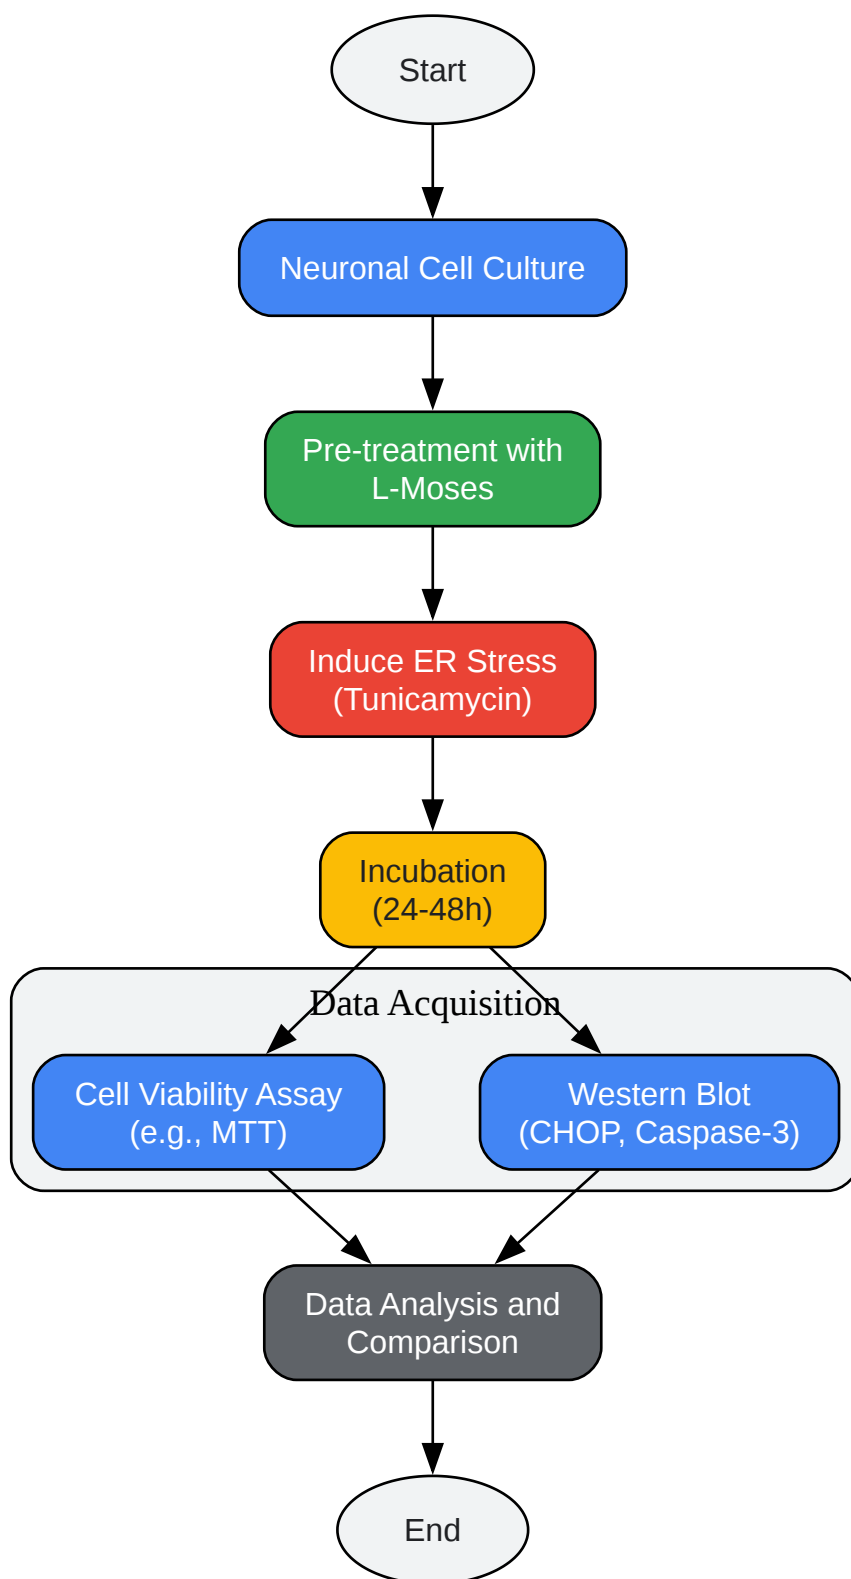 Start
Neuronal Cell Culture
Pre-treatment with
L-Moses
Induce ER Stress
(Tunicamycin)
Incubation
(24-48h)
Data Acquisition
Cell Viability Assay
(e.g., MTT)
Western Blot
(CHOP, Caspase-3)
Data Analysis and
Comparison
End